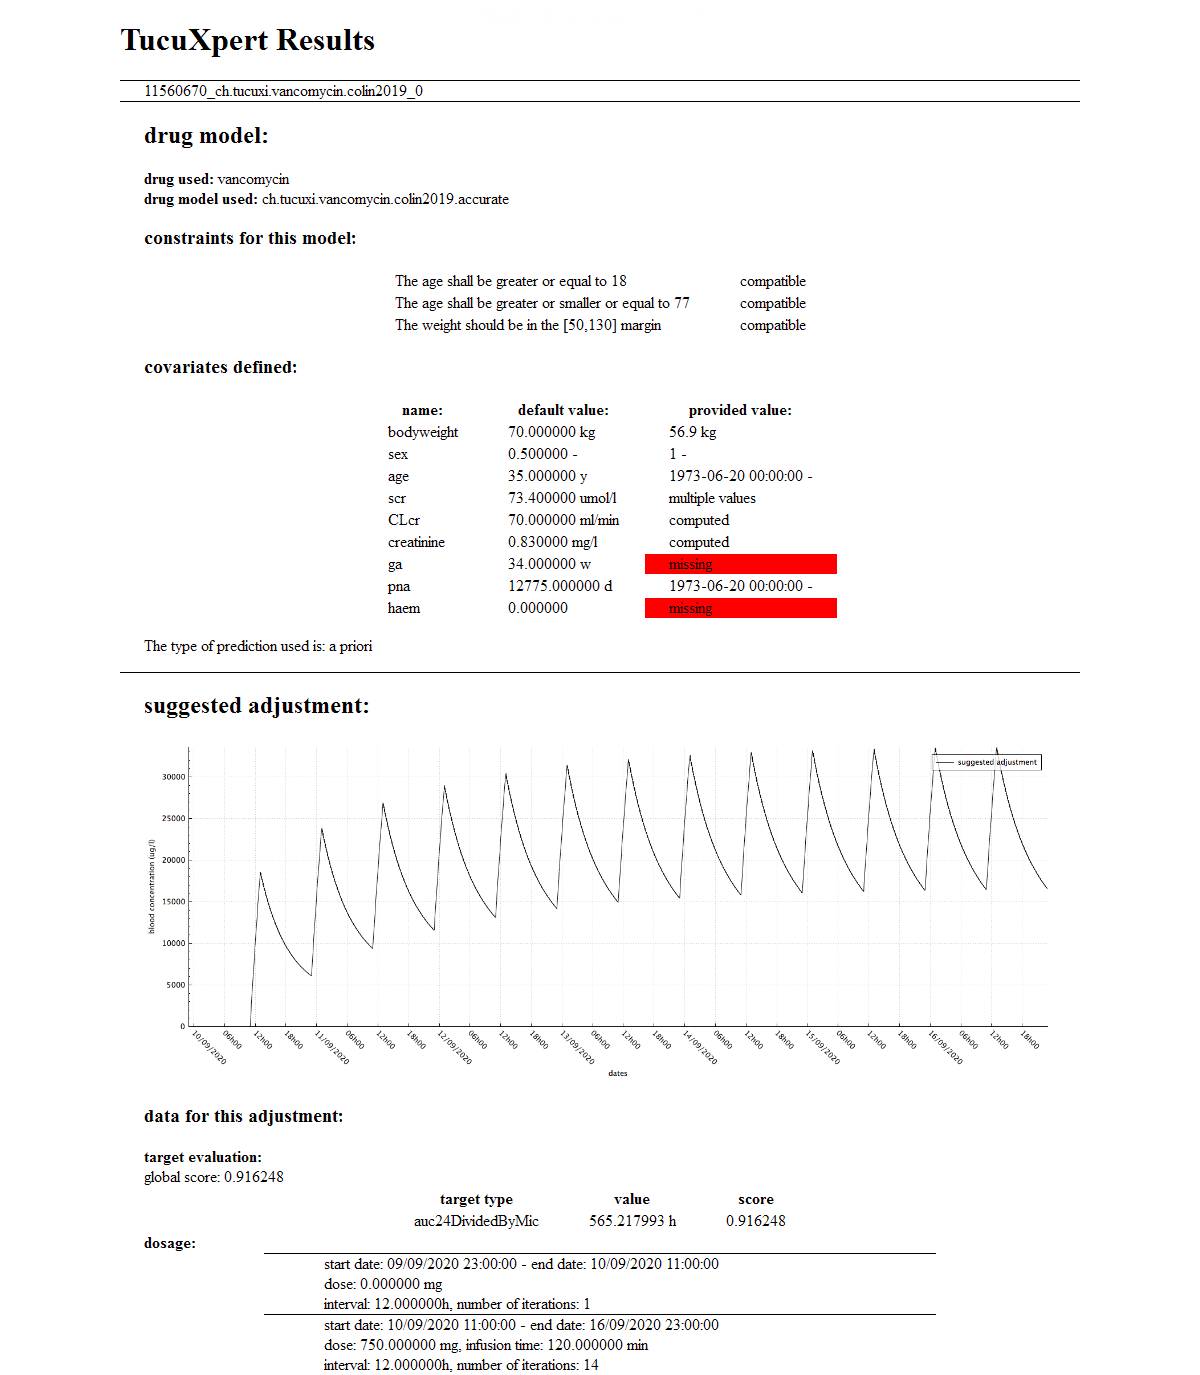 TucuXpert Results
11560670_ch.tucuxi.vancomycin.colin2019_0
drug model:
drug used: vancomycin
drug model used: ch.tucuxi.vancomycin.colin2019.accurate
constraints for this model:
The age shall be greater or equal to 18 compatible
The age shall be greater or smaller or equal to 77 compatible
The weight should be in the [50,130] margin compatible
covariates defined:
name: default value: provided value:
bodyweight 70.000000 kg 56.9 kg
sex 0.500000 - 1 -
age 35.000000 y 1973-06-20 00:00:00 -
scr 73.400000 umol/l multiple values
CLcr 70.000000 ml/min computed
creatinine 0.830000 mg/l computed
ga 34.000000 w missing
pna 12775.000000 d 1973-06-20 00:00:00 -
haem 0.000000 missing
The type of prediction used is: a priori
suggested adjustment:
suggested adjustment
blood concentration (ug/l)
30000
25000
20000
15000
10000
5000
0
10/09/2020 06h00 12h00 18h00 11/09/2020 06h00 12h00 18h00 12/09/2020 06h00 12h00 18h00 13/09/2020 06h00 12h00 18h00 14/09/2020 06h00 12h00 18h00 15/09/2020 06h00 12h00 18h00 16/09/2020 06h00 12h00 18h00
dates
data for this adjustment:
target evaluation:
global score: 0.916248
target type value score
auc24DividedByMic 565.217993 h 0.916248
dosage:
start date: 09/09/2020 23:00:00 - end date: 10/09/2020 11:00:00
dose: 0.000000 mg
interval: 12.000000h, number of iterations: 1
start date: 10/09/2020 11:00:00 - end date: 16/09/2020 23:00:00
dose: 750.000000 mg, infusion time: 120.000000 min
interval: 12.000000h, number of iterations: 14